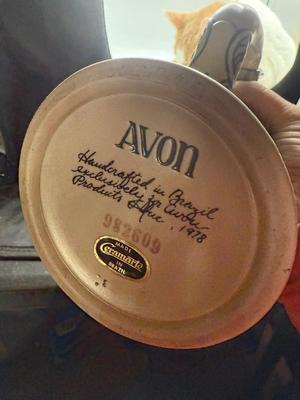 AVON
Handcrafted in Brazil
exclusively for Avon
Products Inc., 1978
982609
MADE
Ceramarte
IN
BRAZIL